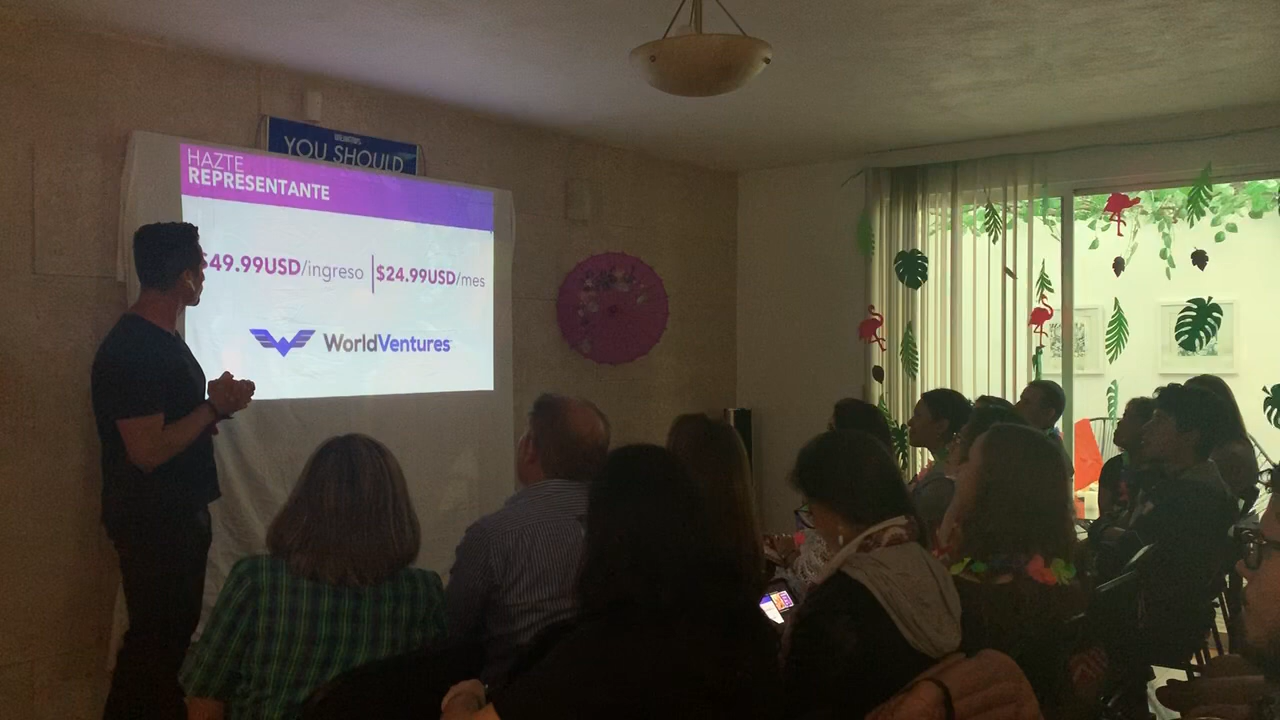 YOU SHOULD
HAZTE
REPRESENTANTE
$49.99USD/ingreso | $24.99USD/mes
WorldVentures